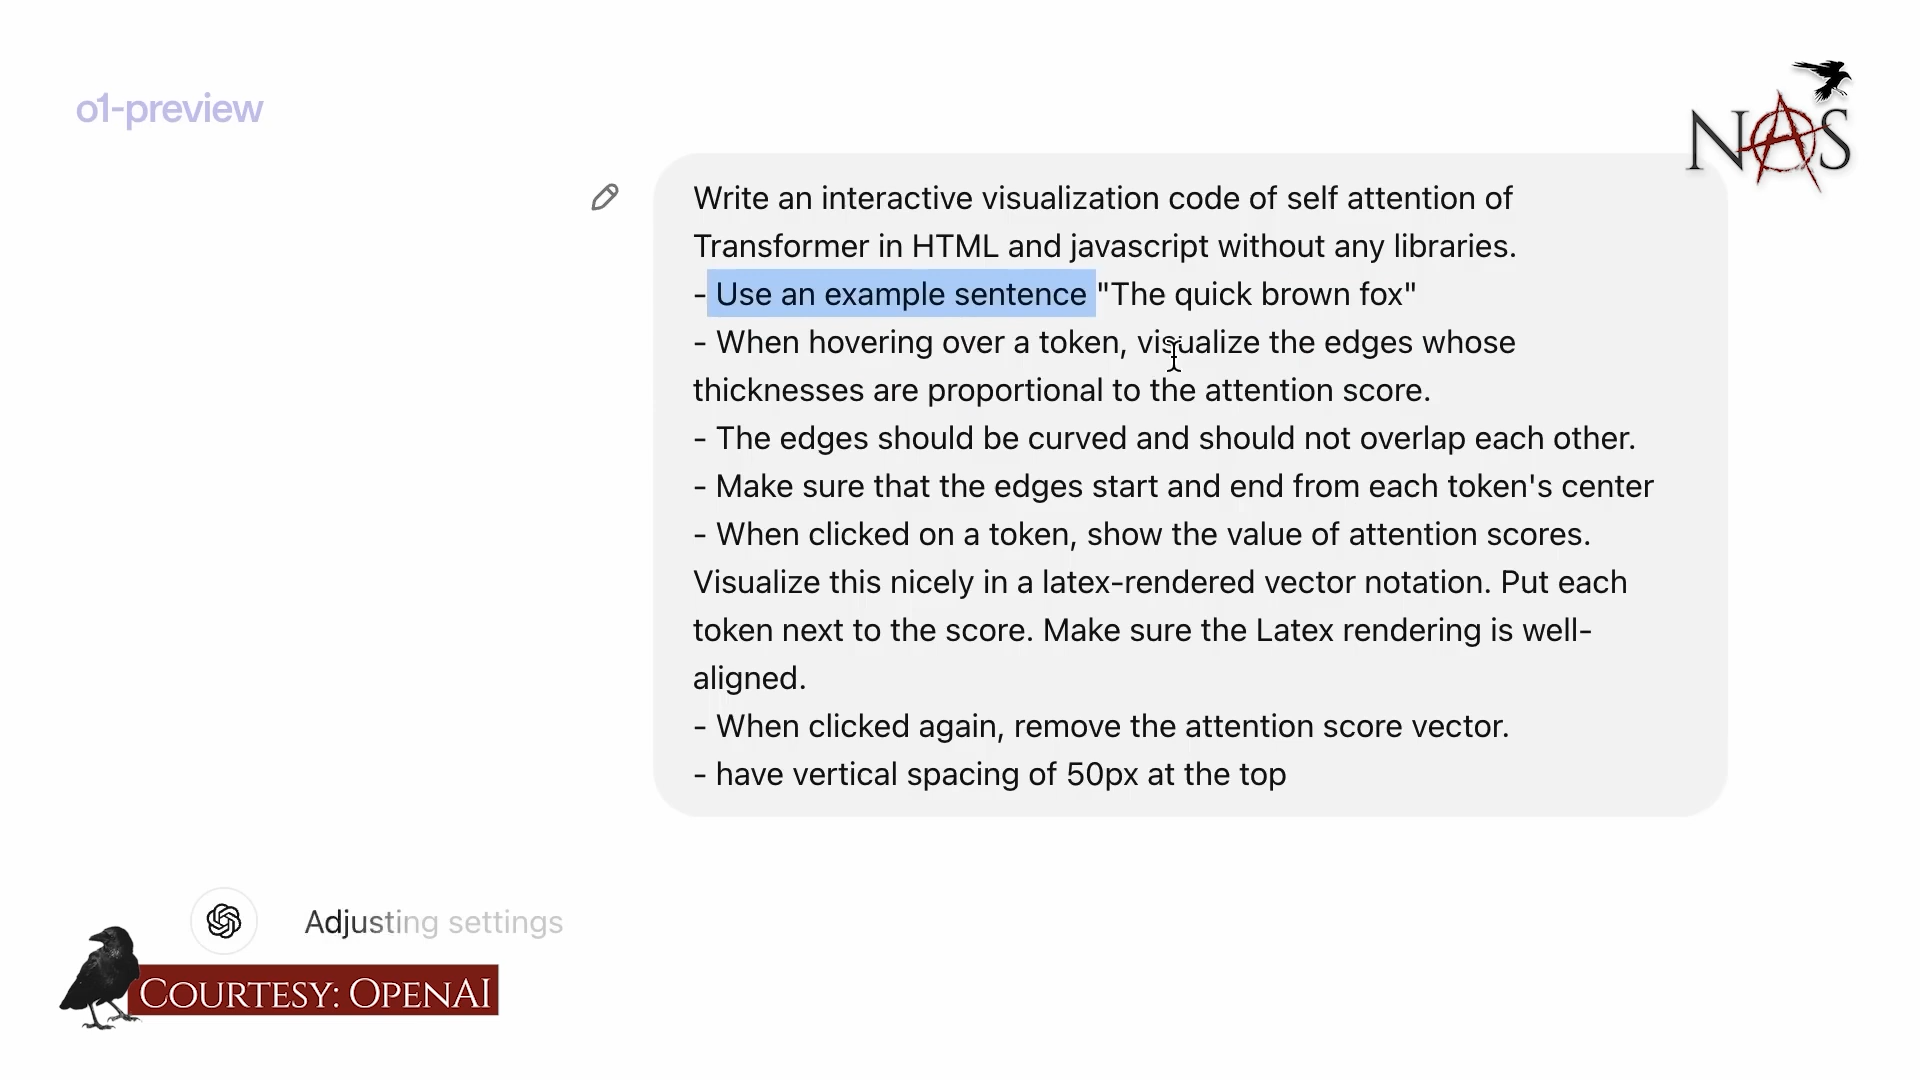 o1-preview
NAS
Write an interactive visualization code of self attention of
Transformer in HTML and javascript without any libraries.
- Use an example sentence "The quick brown fox"
- When hovering over a token, visualize the edges whose
thicknesses are proportional to the attention score.
- The edges should be curved and should not overlap each other.
- Make sure that the edges start and end from each token's center
- When clicked on a token, show the value of attention scores.
Visualize this nicely in a latex-rendered vector notation. Put each
token next to the score. Make sure the Latex rendering is well-
aligned.
- When clicked again, remove the attention score vector.
- have vertical spacing of 50px at the top
Adjusting settings
COURTESY: OPENAI